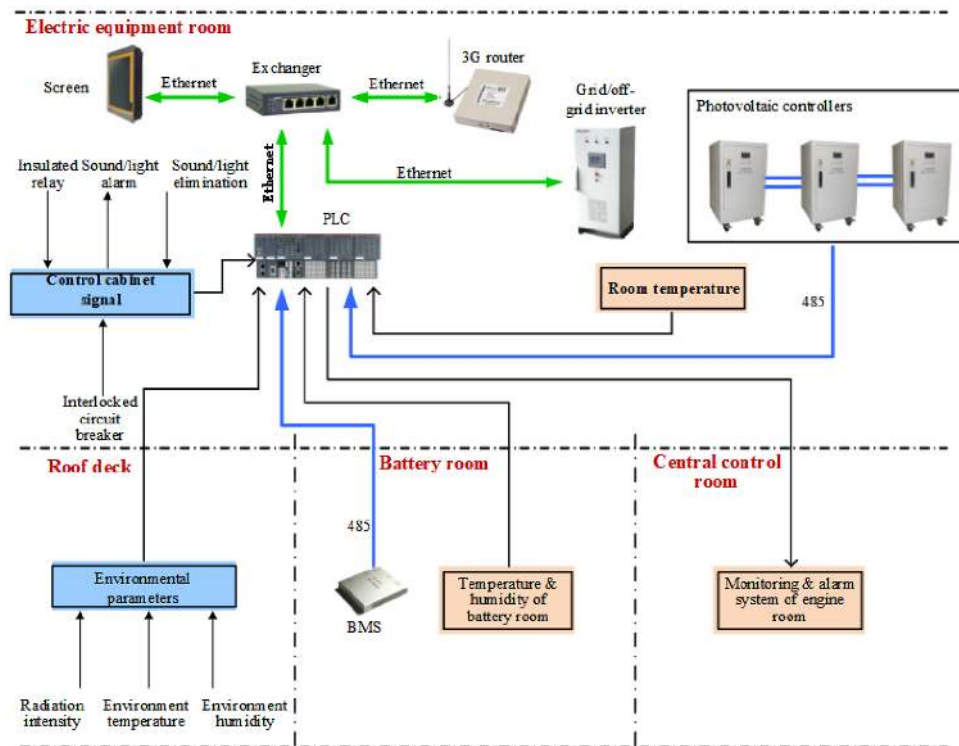 Electric equipment room
Screen
Ethernet
Exchanger
Ethernet
3G router
Grid/off-
grid inverter
Photovoltaic controllers
Insulated
relay
Sound/light
alarm
Sound/light
elimination
Ethernet
Ethernet
PLC
Control cabinet
signal
Room temperature
485
Interlocked
circuit
breaker
Roof deck
Battery room
Central control
room
485
Environmental
parameters
BMS
Temperature &
humidity of
battery room
Monitoring & alarm
system of engine
room
Radiation
intensity
Environment
temperature
Environment
humidity